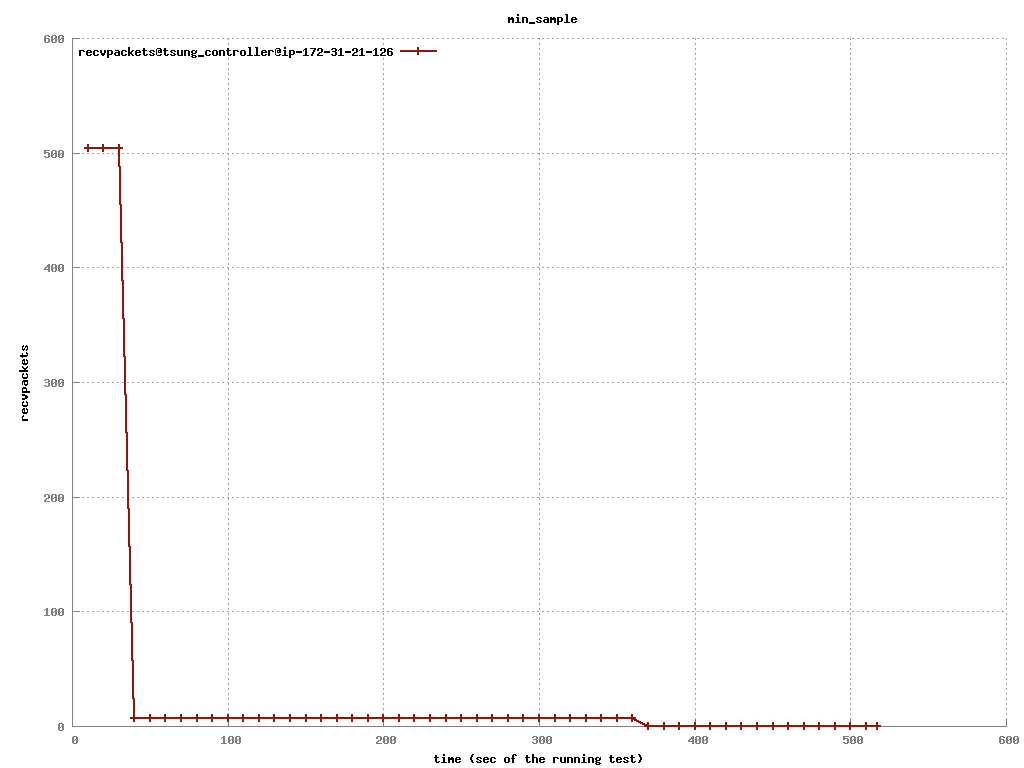 min_sample
600
recvpackets@tsung_controller@ip-172-31-21-126
500
400
300
recvpackets
200
100
0
0 100 200 300 400 500 600
time (sec of the running test)